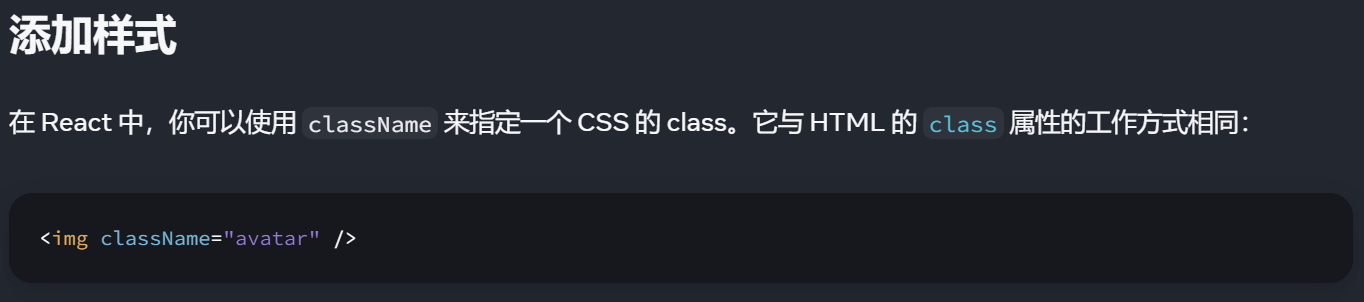 添加样式
在 React 中，你可以使用 className 来指定一个 CSS 的 class。它与 HTML 的 class 属性的工作方式相同：
<img className="avatar" />